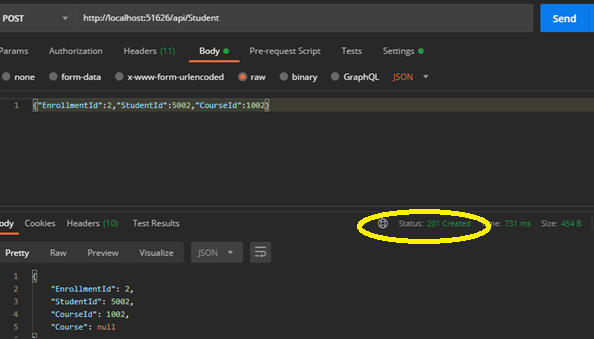 POST http://localhost:51626/api/Student Send
Params Authorization Headers (11) Body Pre-request Script Tests Settings
none form-data x-www-form-urlencoded raw binary GraphQL JSON
1 {"EnrollmentId":2,"StudentId":5002,"CourseId":1002}
Body Cookies Headers (10) Test Results Status: 201 Created 731 ms Size: 454 B
Pretty Raw Preview Visualize JSON
1 {
2 "EnrollmentId": 2,
3 "StudentId": 5002,
4 "CourseId": 1002,
5 "Course": null